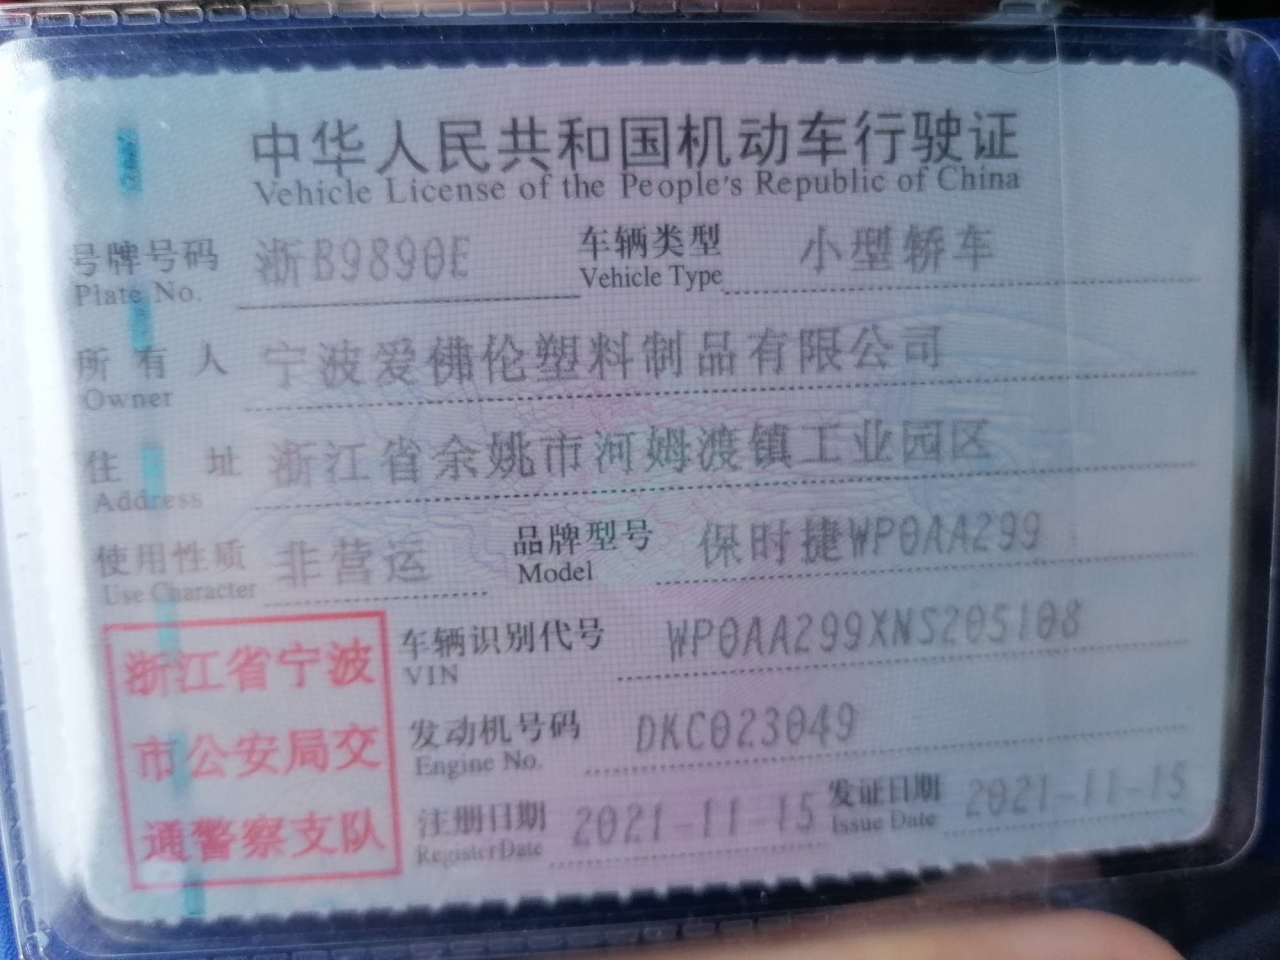 中华人民共和国机动车行驶证
Vehicle License of the People's Republic of China
号牌号码 浙B9890E 车辆类型 小型轿车
Plate No. Vehicle Type
所有人 宁波爱佛伦塑料制品有限公司
Owner
住址 浙江省余姚市河姆渡镇工业园区
Address
使用性质 非营运 品牌型号 保时捷WP0AA299
Use Character Model
浙江省宁波
市公安局交
通警察支队
车辆识别代号 WP0AA299XNS205108
VIN
发动机号码 DKC023049
Engine No.
注册日期 2021-11-15 发证日期 2021-11-15
Register Date Issue Date